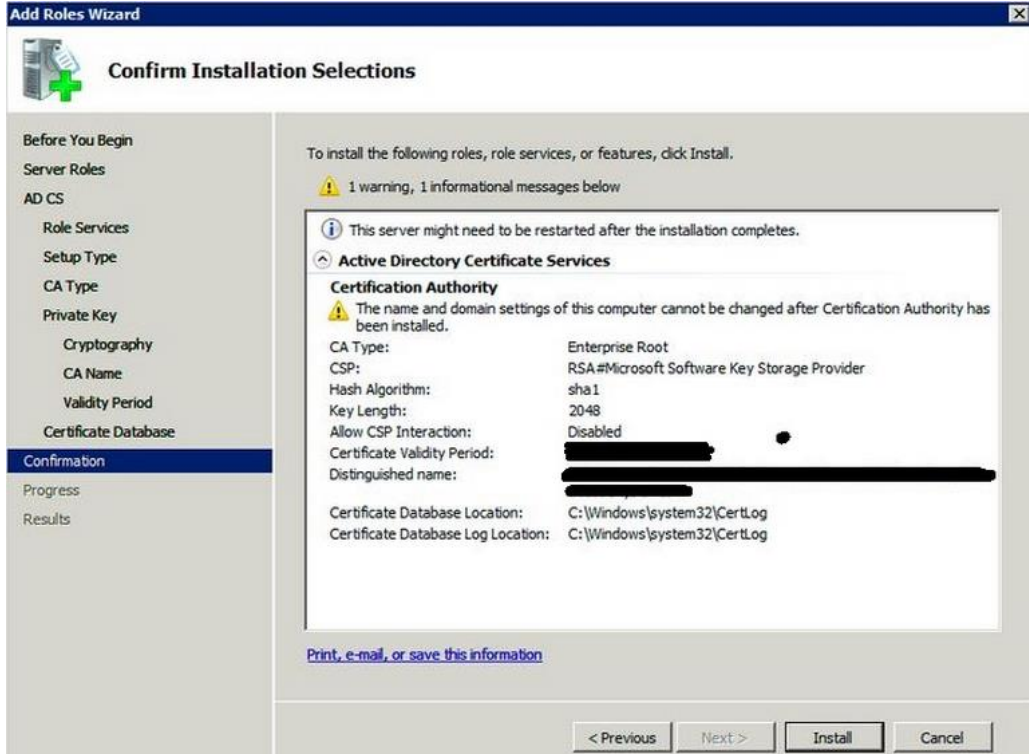 Add Roles Wizard
Confirm Installation Selections
Before You Begin
Server Roles
AD CS
Role Services
Setup Type
CA Type
Private Key
Cryptography
CA Name
Validity Period
Certificate Database
Confirmation
Progress
Results
To install the following roles, role services, or features, click Install.
1 warning, 1 informational messages below
This server might need to be restarted after the installation completes.
Active Directory Certificate Services
Certification Authority
The name and domain settings of this computer cannot be changed after Certification Authority has
been installed.
CA Type: Enterprise Root
CSP: RSA#Microsoft Software Key Storage Provider
Hash Algorithm: sha1
Key Length: 2048
Allow CSP Interaction: Disabled
Certificate Validity Period:
Distinguished name:
Certificate Database Location: C:\Windows\system32\CertLog
Certificate Database Log Location: C:\Windows\system32\CertLog
Print, e-mail, or save this information
< Previous Next > Install Cancel